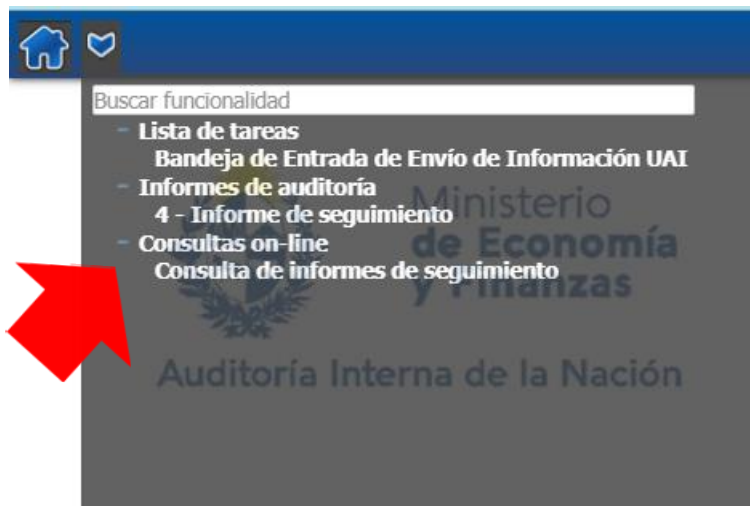 Buscar funcionalidad
- Lista de tareas
Bandeja de Entrada de Envío de Información UAI
- Informes de auditoría
4 - Informe de seguimiento
- Consultas on-line
Consulta de informes de seguimiento
Ministerio
de Economía
y Finanzas
Auditoría Interna de la Nación